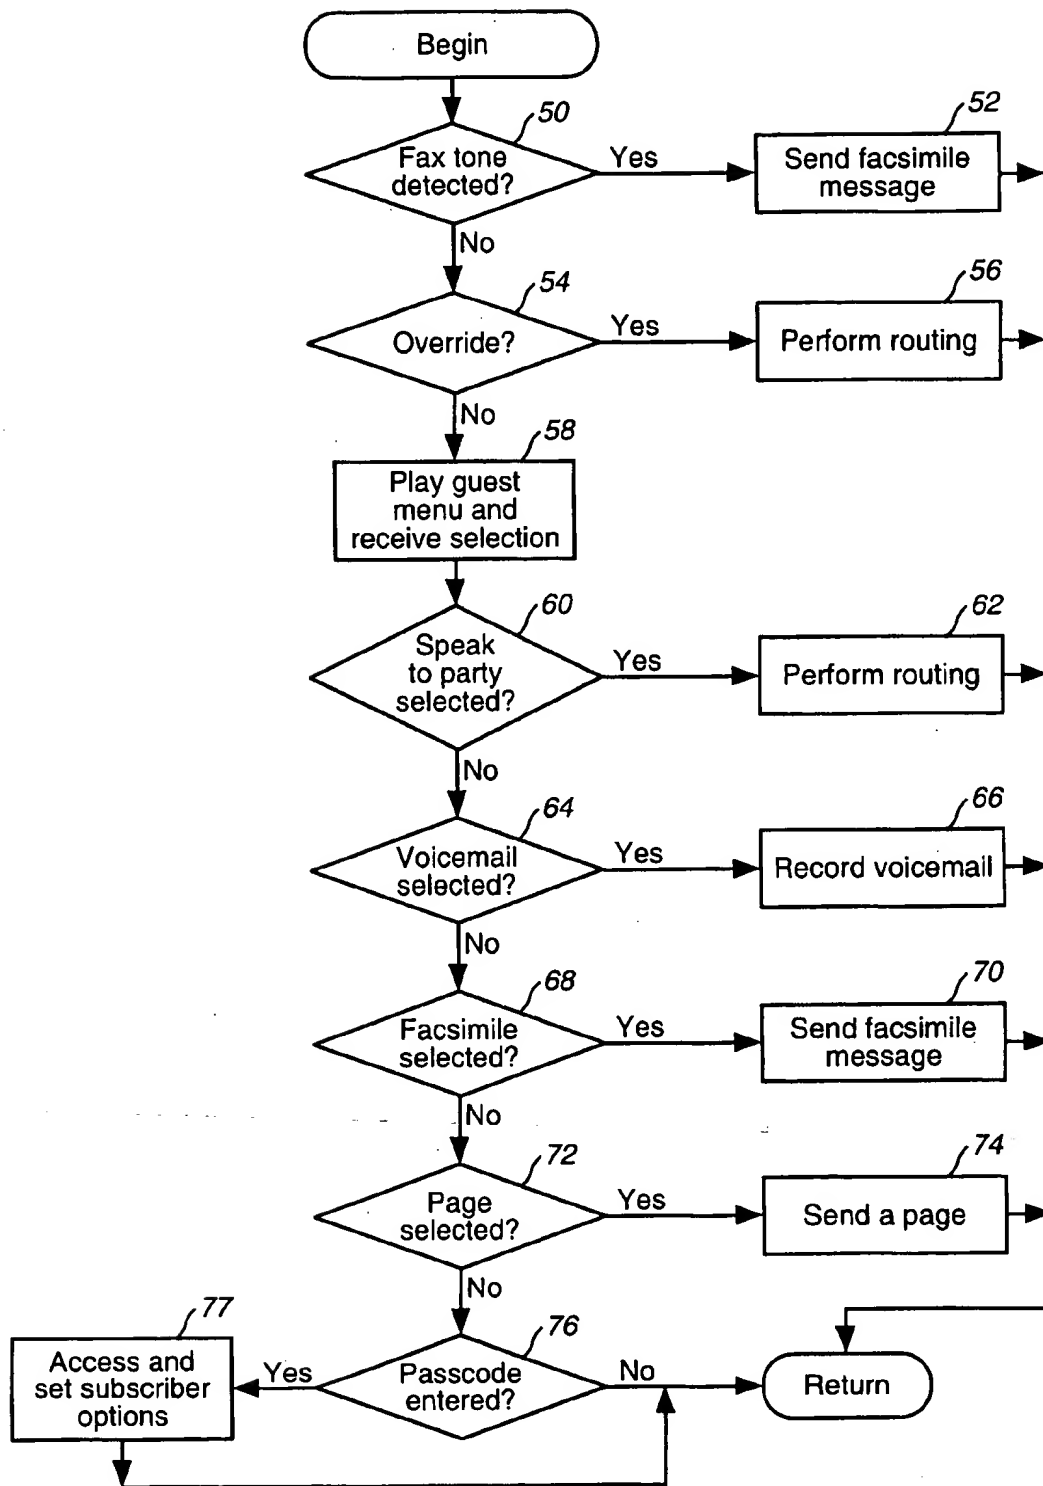 Begin
50
Fax tone
detected?
Yes
52
Send facsimile
message
No
54
Override?
Yes
56
Perform routing
No
58
Play guest
menu and
receive selection
60
Speak
to party
selected?
Yes
62
Perform routing
No
64
Voicemail
selected?
Yes
66
Record voicemail
No
68
Facsimile
selected?
Yes
70
Send facsimile
message
No
72
Page
selected?
Yes
74
Send a page
No
77
Access and
set subscriber
options
Yes
76
Passcode
entered?
No
Return